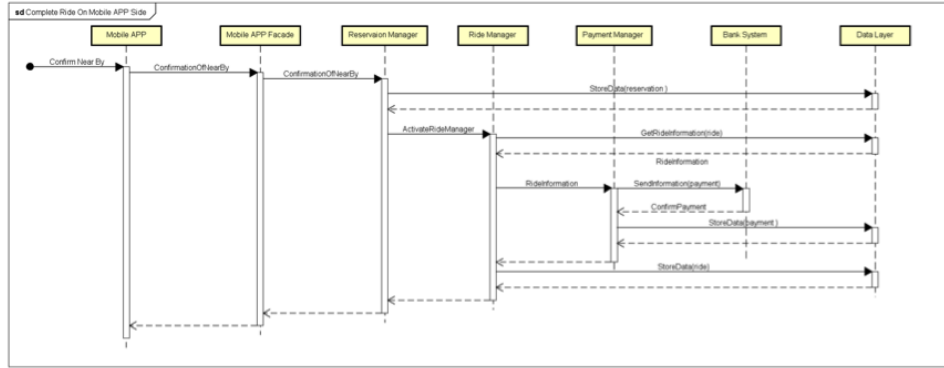 sd Complete Ride On Mobile APP Side
Mobile APP
Mobile APP Facade
Reservaion Manager
Ride Manager
Payment Manager
Bank System
Data Layer
Confirm Near By
ConfirmationOfNearBy
ConfirmationOfNearBy
StoreData(reservation )
ActivateRideManager
GetRideInformation(ride)
RideInformation
RideInformation
SendInformation(payment)
ConfirmPayment
StoreData(payment )
StoreData(ride)